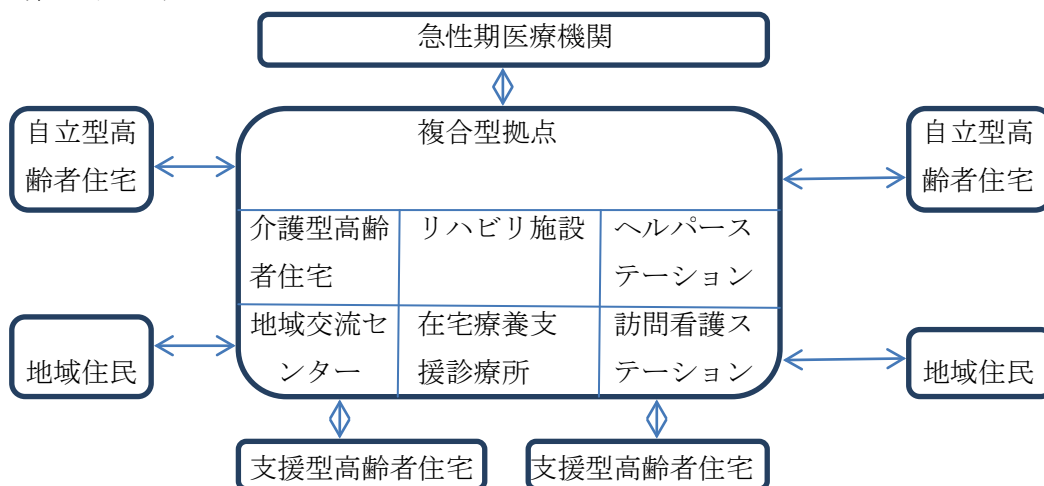 急性期医療機関
複合型拠点
自立型高
齢者住宅
自立型高
齢者住宅
介護型高齢
者住宅
リハビリ施設
ヘルパース
テーション
地域交流セ
ンター
在宅療養支
援診療所
訪問看護ス
テーション
地域住民
地域住民
支援型高齢者住宅
支援型高齢者住宅